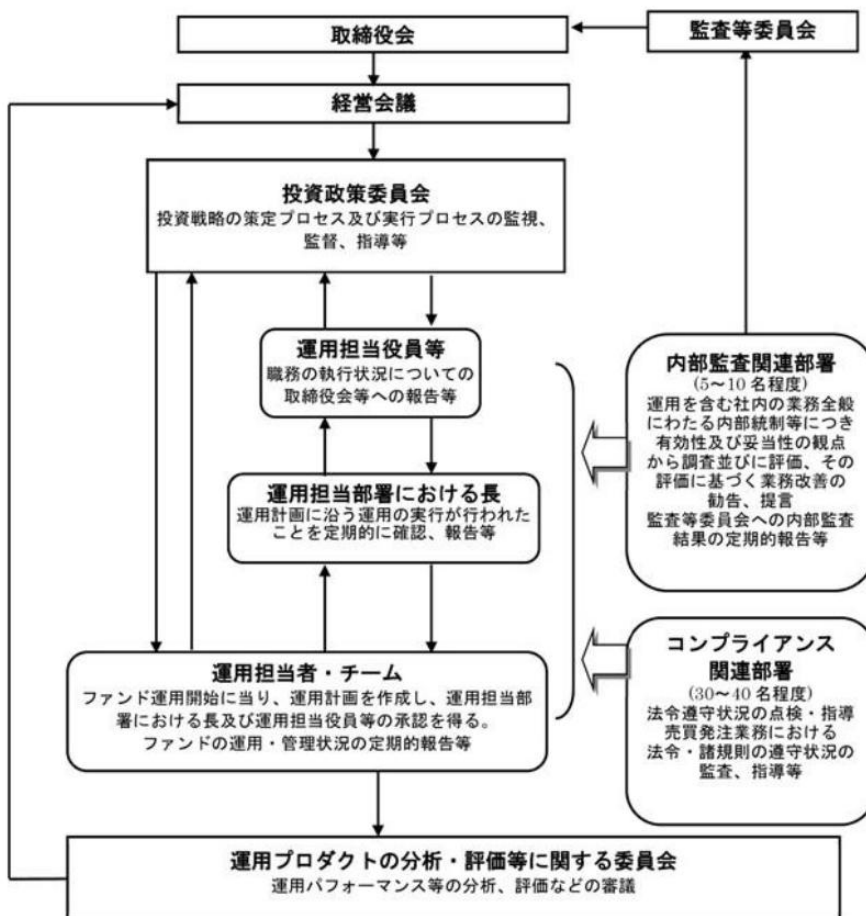 取締役会
監査等委員会
経営会議
投資政策委員会
投資戦略の策定プロセス及び実行プロセスの監視、
監督、指導等
運用担当役員等
職務の執行状況についての
取締役会等への報告等
運用担当部署における長
運用計画に沿う運用の実行が行われた
ことを定期的に確認、報告等
運用担当者・チーム
ファンド運用開始に当り、運用計画を作成し、運用担当部
署における長及び運用担当役員等の承認を得る。
ファンドの運用・管理状況の定期的報告等
内部監査関連部署
(5～10 名程度)
運用を含む社内の業務全般
にわたる内部統制等につき
有効性及び妥当性の観点
から調査並びに評価、その
評価に基づく業務改善の
勧告、提言
監査等委員会への内部監査
結果の定期的報告等
コンプライアンス
関連部署
(30～40 名程度)
法令遵守状況の点検・指導
売買発注業務における
法令・諸規則の遵守状況の
監査、指導等
運用プロダクトの分析・評価等に関する委員会
運用パフォーマンス等の分析、評価などの審議